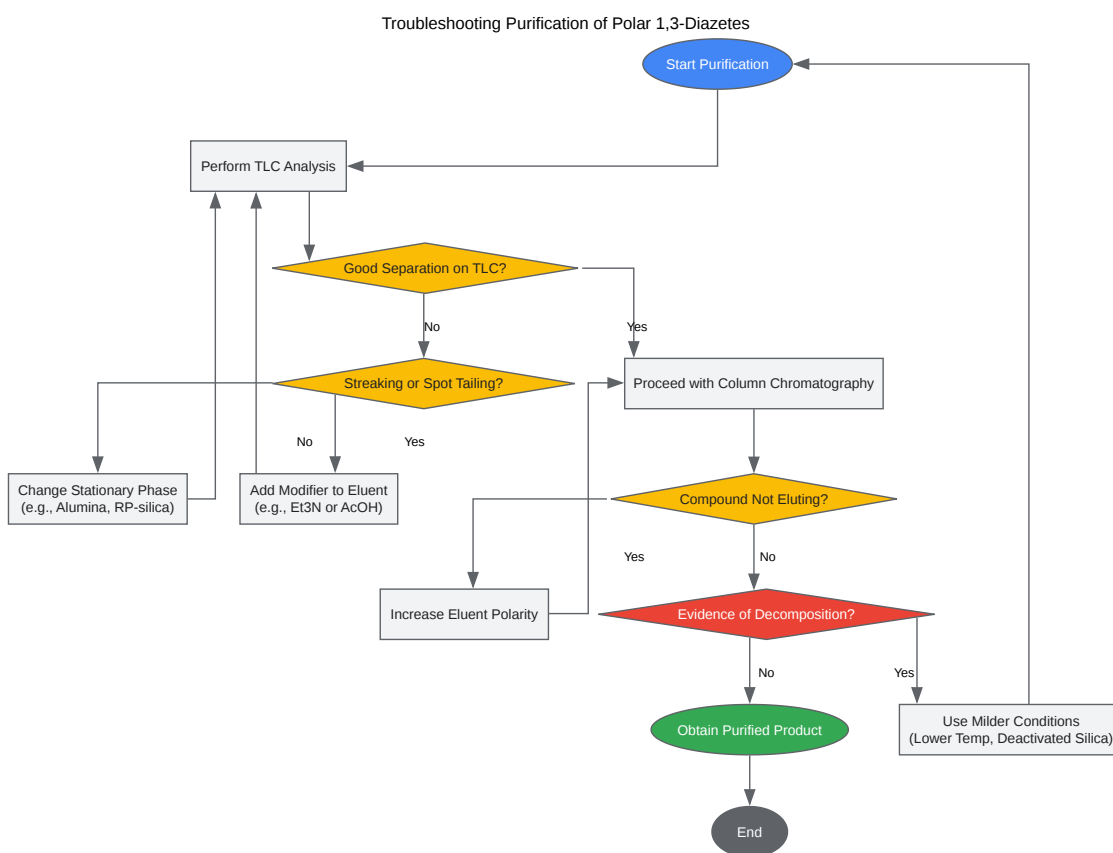 Troubleshooting Purification of Polar 1,3-Diazetes
Start Purification
Perform TLC Analysis
Good Separation on TLC?
No
Yes
Streaking or Spot Tailing?
Proceed with Column Chromatography
No
Yes
Change Stationary Phase
(e.g., Alumina, RP-silica)
Add Modifier to Eluent
(e.g., Et3N or AcOH)
Compound Not Eluting?
Yes
No
Increase Eluent Polarity
Evidence of Decomposition?
No
Yes
Obtain Purified Product
Use Milder Conditions
(Lower Temp, Deactivated Silica)
End